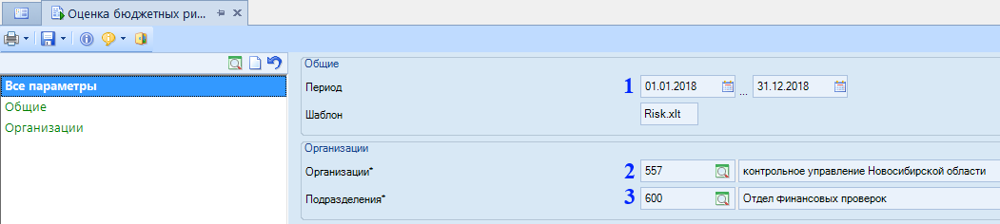 Оценка бюджетных ри...
Все параметры
Общие
Организации
Общие
Период 1 01.01.2018 ... 31.12.2018
Шаблон Risk.xlt
Организации
Организации* 2 557 контрольное управление Новосибирской области
Подразделения* 3 600 Отдел финансовых проверок